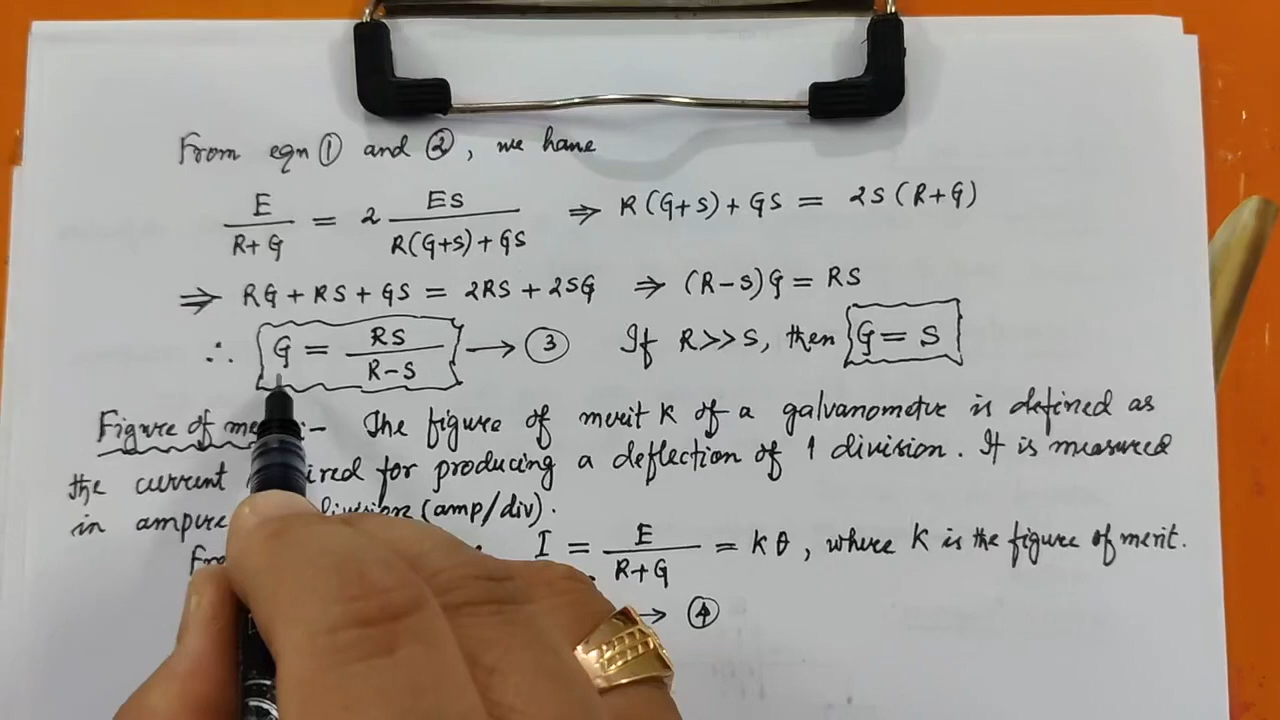 From eqn ① and ②, we have
E/(R+G) = 2 ES/(R(G+S)+GS) ⇒ R(G+S)+GS = 2S(R+G)
⇒ RG+RS+GS = 2RS+2SG ⇒ (R-S)G = RS
∴ G = RS/(R-S) → ③ If R>>S, then G = S
Figure of :- The figure of merit K of a galvanometer is defined as
the current for producing a deflection of 1 division. It is measured
in ampere division (amp/div).
I = E/(R+G) = Kθ, where K is the figure of merit.
→ ④